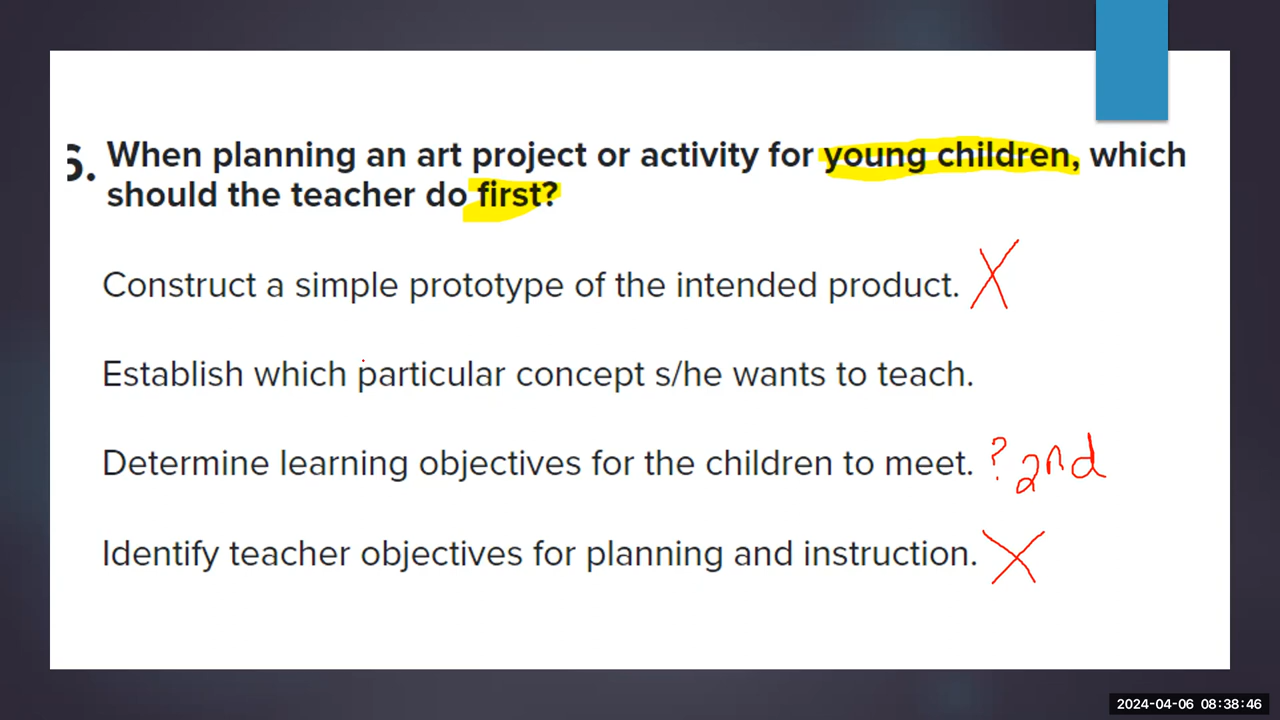 6. When planning an art project or activity for young children, which
should the teacher do first?
Construct a simple prototype of the intended product. X
Establish which particular concept s/he wants to teach.
Determine learning objectives for the children to meet. ? 2nd
Identify teacher objectives for planning and instruction. X
2024-04-06 08:38:46